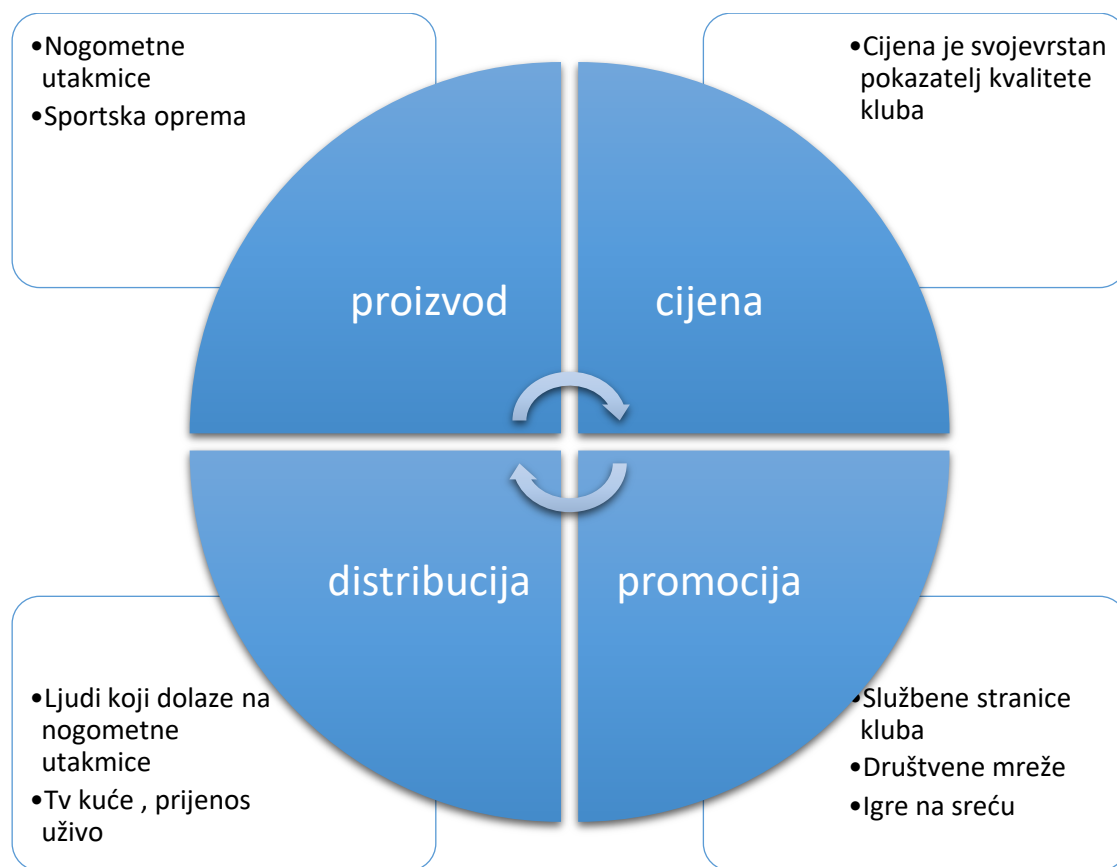 •Nogometne
utakmice
•Sportska oprema
•Cijena je svojevrstan
pokazatelj kvalitete
kluba
proizvod
cijena
distribucija
promocija
•Ljudi koji dolaze na
nogometne
utakmice
•Tv kuće , prijenos
uživo
•Službene stranice
kluba
•Društvene mreže
•Igre na sreću